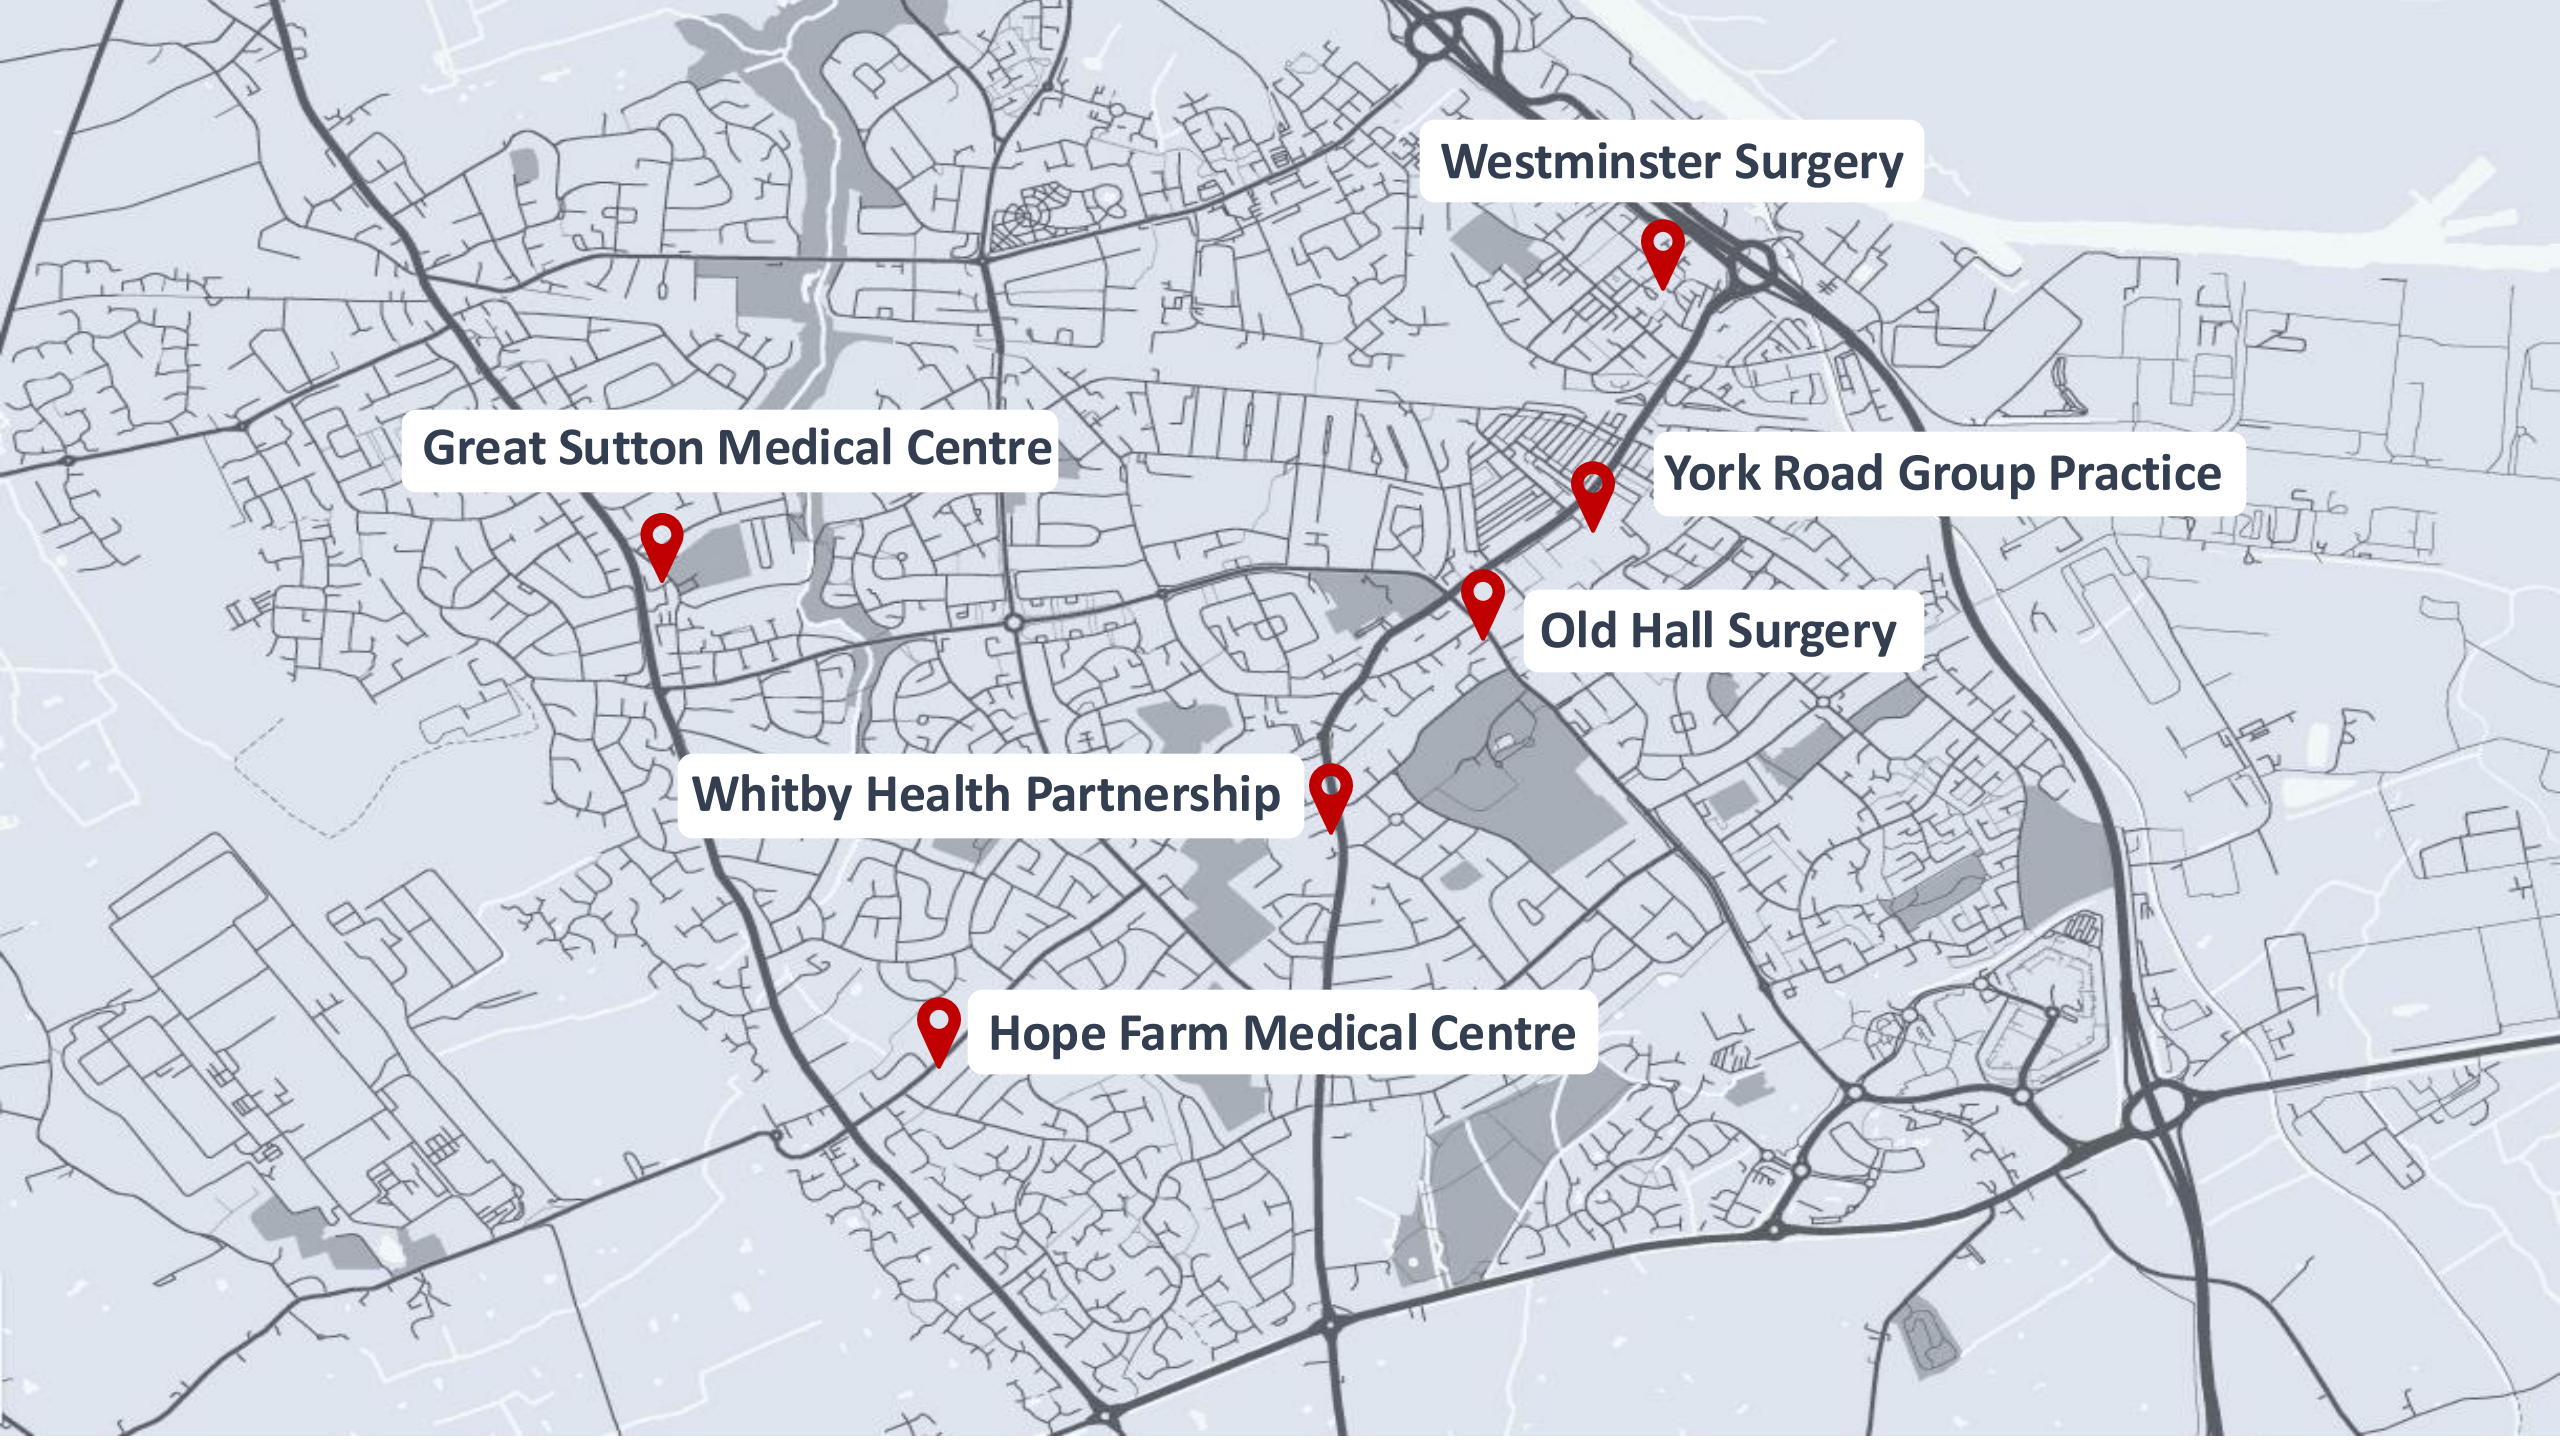 Westminster Surgery
Great Sutton Medical Centre
York Road Group Practice
Old Hall Surgery
Whitby Health Partnership
Hope Farm Medical Centre